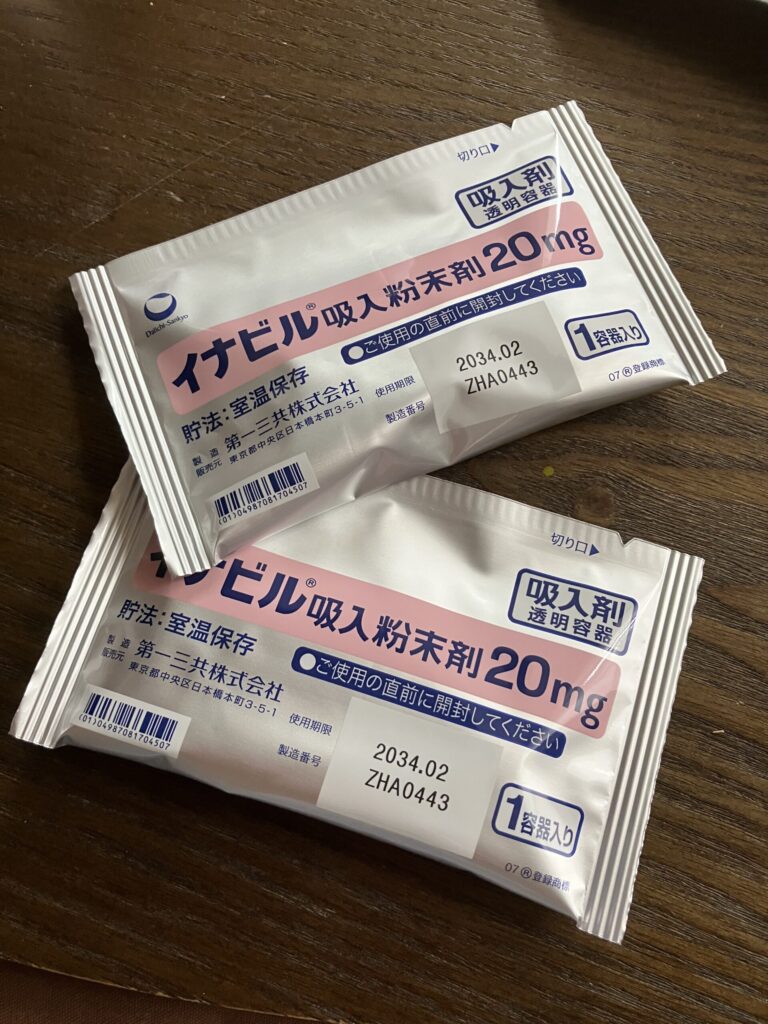 切り口▶
吸入剤
透明容器
Daiichi-Sankyo
イナビル®吸入粉末剤20mg
●ご使用の直前に開封してください
貯法：室温保存
製造販売元 第一三共株式会社
東京都中央区日本橋本町3-5-1
使用期限 2034.02
製造番号 ZHA0443
1容器入り
(01)04987081704507
07 ®登録商標
切り口▶
吸入剤
透明容器
イナビル®吸入粉末剤20mg
●ご使用の直前に開封してください
貯法：室温保存
製造販売元 第一三共株式会社
東京都中央区日本橋本町3-5-1
使用期限 2034.02
製造番号 ZHA0443
1容器入り
(01)04987081704507
07 ®登録商標